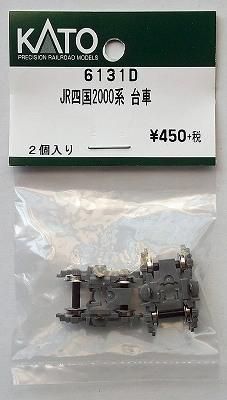 KATO
PRECISION RAILROAD MODELS
6131D
JR四国2000系 台車
¥450+税
2個入り